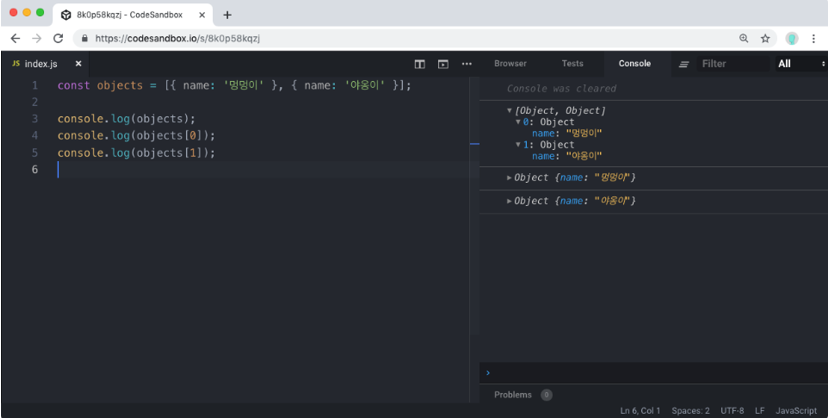 8k0p58kqzj - CodeSandbox
https://codesandbox.io/s/8k0p58kqzj
JS index.js
1 const objects = [{ name: '멍멍이' }, { name: '야옹이' }];
2
3 console.log(objects);
4 console.log(objects[0]);
5 console.log(objects[1]);
6
Browser Tests Console Filter All
Console was cleared
[Object, Object]
0: Object
name: "멍멍이"
1: Object
name: "야옹이"
Object {name: "멍멍이"}
Object {name: "야옹이"}
Problems 0
Ln 6, Col 1 Spaces: 2 UTF-8 LF JavaScript